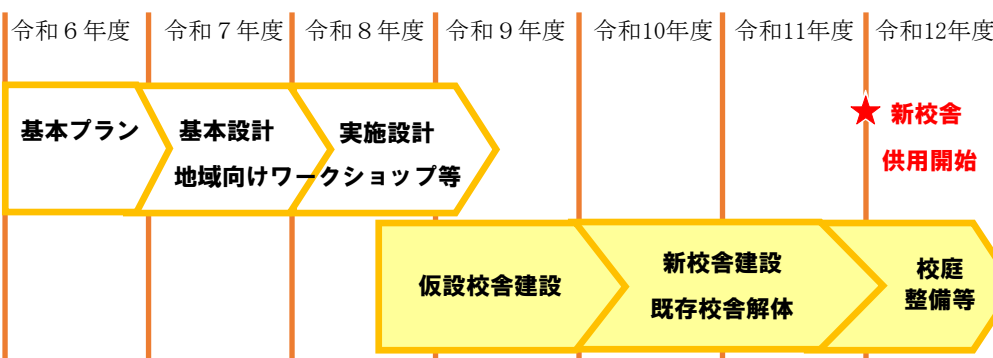 令和６年度
令和７年度
令和８年度
令和９年度
令和10年度
令和11年度
令和12年度
基本プラン
基本設計
実施設計
地域向けワークショップ等
★ 新校舎
供用開始
仮設校舎建設
新校舎建設
既存校舎解体
校庭
整備等